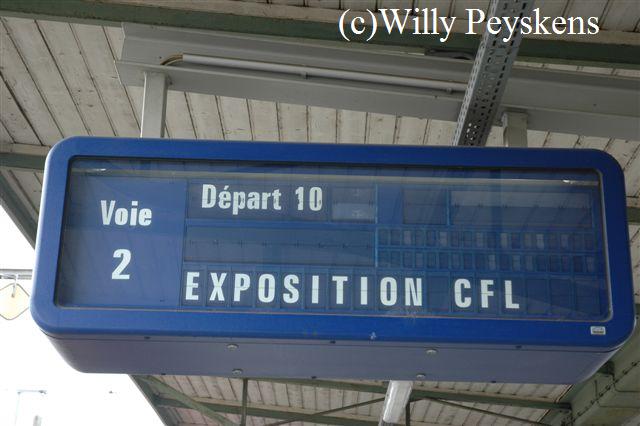 (c)Willy Peyskens
Voie
2
Départ 10
EXPOSITION CFL